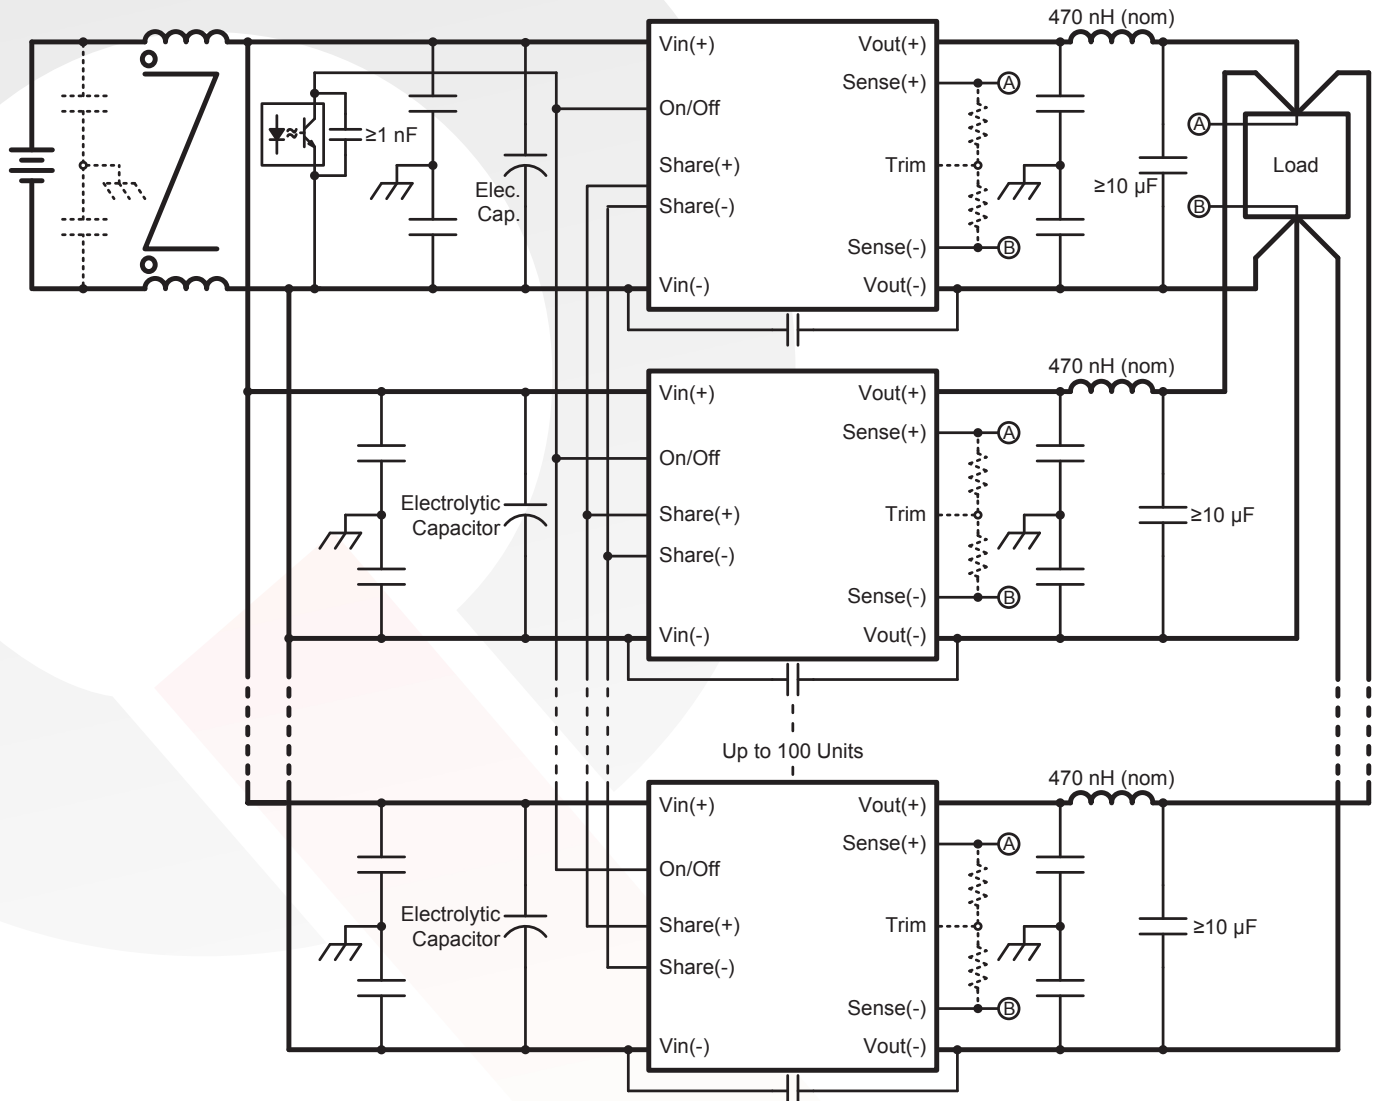 470 nH (nom)
Vin(+)
Vout(+)
Sense(+)
A
On/Off
≥1 nF
A
Share(+)
Trim
Load
Elec.
Cap.
≥10 µF
Share(-)
B
Sense(-)
B
Vin(-)
Vout(-)
470 nH (nom)
Vin(+)
Vout(+)
Sense(+)
A
On/Off
Electrolytic
Capacitor
Share(+)
Trim
≥10 µF
Share(-)
Sense(-)
B
Vin(-)
Vout(-)
Up to 100 Units
470 nH (nom)
Vin(+)
Vout(+)
Sense(+)
A
On/Off
Electrolytic
Capacitor
Share(+)
Trim
≥10 µF
Share(-)
Sense(-)
B
Vin(-)
Vout(-)